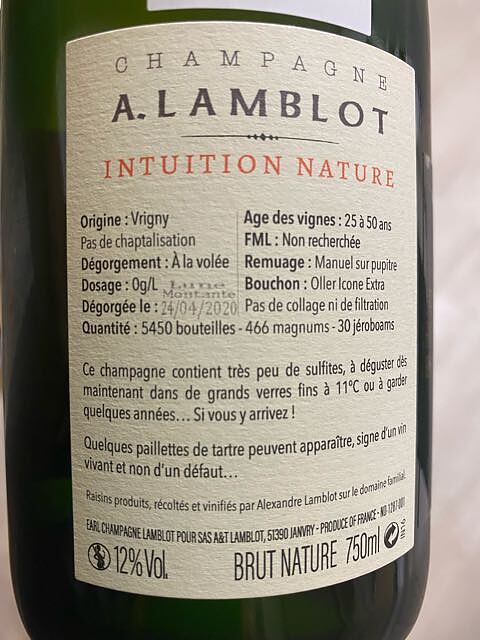 CHAMPAGNE
A. LAMBLOT
INTUITION NATURE
Origine : Vrigny
Pas de chaptalisation
Dégorgement : À la volée
Dosage : 0g/L Lune Montante
Dégorgée le : 24/04/2020
Age des vignes : 25 à 50 ans
FML : Non recherchée
Remuage : Manuel sur pupitre
Bouchon : Oller Icone Extra
Pas de collage ni de filtration
Quantité : 5450 bouteilles - 466 magnums - 30 jéroboams
Ce champagne contient très peu de sulfites, à déguster dès
maintenant dans de grands verres fins à 11°C ou à garder
quelques années... Si vous y arrivez !
Quelques paillettes de tartre peuvent apparaître, signe d'un vin
vivant et non d'un défaut...
Raisins produits, récoltés et vinifiés par Alexandre Lamblot sur le domaine familial.
EARL CHAMPAGNE LAMBLOT POUR SAS A&T LAMBLOT, 51390 JANVRY - PRODUCE OF FRANCE - ND-1287-001
12% Vol.
BRUT NATURE 750ml